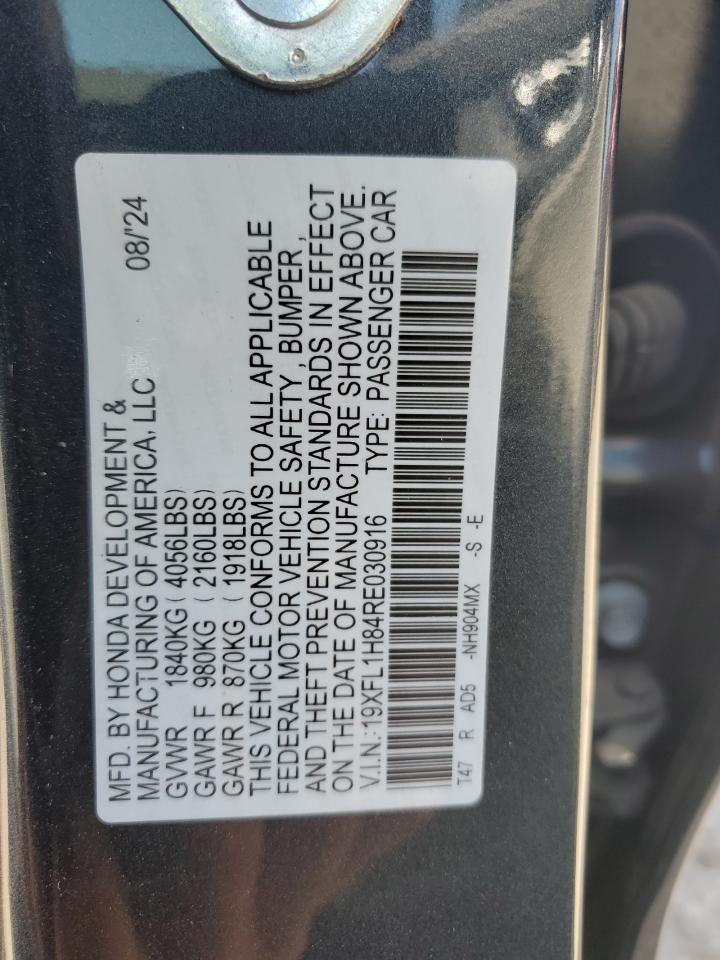 MFD. BY HONDA DEVELOPMENT &
MANUFACTURING OF AMERICA, LLC 08/'24
GVWR 1840KG (4056LBS)
GAWR F 980KG ( 2160LBS)
GAWR R 870KG ( 1918LBS)
THIS VEHICLE CONFORMS TO ALL APPLICABLE
FEDERAL MOTOR VEHICLE SAFETY, BUMPER,
AND THEFT PREVENTION STANDARDS IN EFFECT
ON THE DATE OF MANUFACTURE SHOWN ABOVE.
V.I.N.:19XFL1H84RE030916 TYPE: PASSENGER CAR
T47 R AD5 -NH904MX -S -E